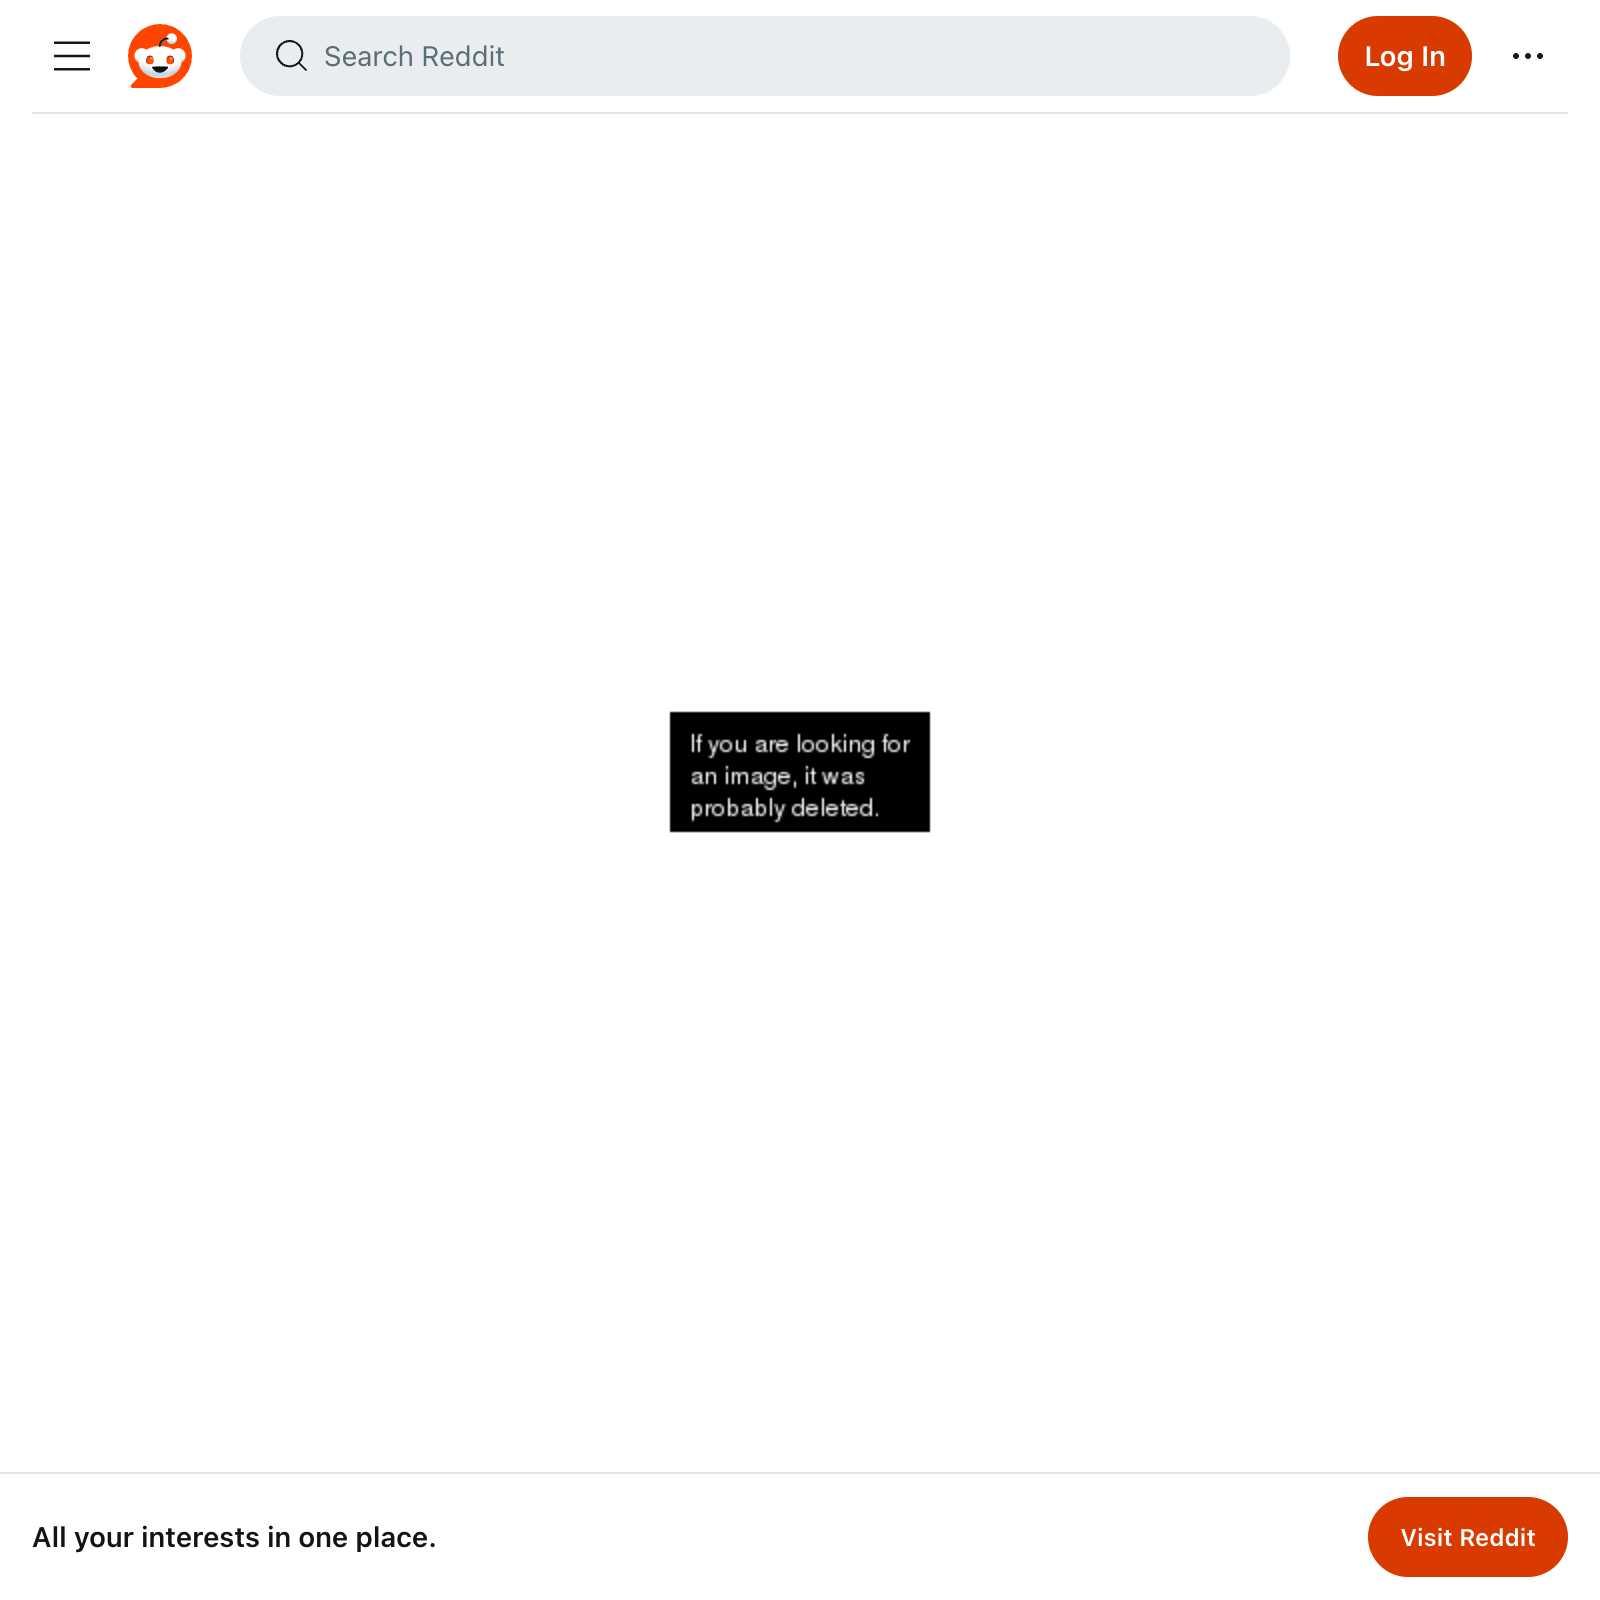 Search Reddit
Log In
If you are looking for
an image, it was
probably deleted.
All your interests in one place.
Visit Reddit